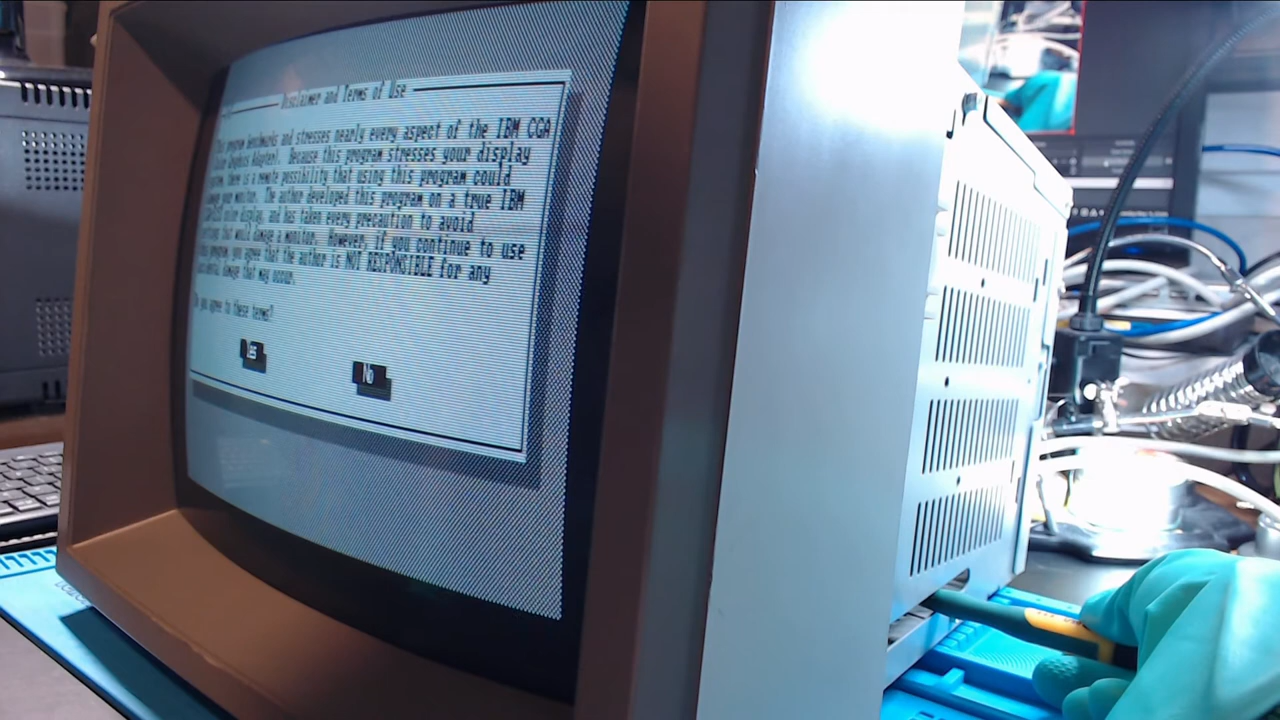 Disclaimer and Terms of Use
This program benchmarks and stresses nearly every aspect of the IBM CGA
(Color Graphics Adapter). Because this program stresses your display
system, there is a remote possibility that using this program could
damage your monitor. The author developed this program on a true IBM
color display, and has taken every precaution to avoid
actions that would damage a monitor. However, if you continue to use
this program, you agree that the author is NOT RESPONSIBLE for any
accidental damage that may occur.
Do you agree to these terms?
Yes
No